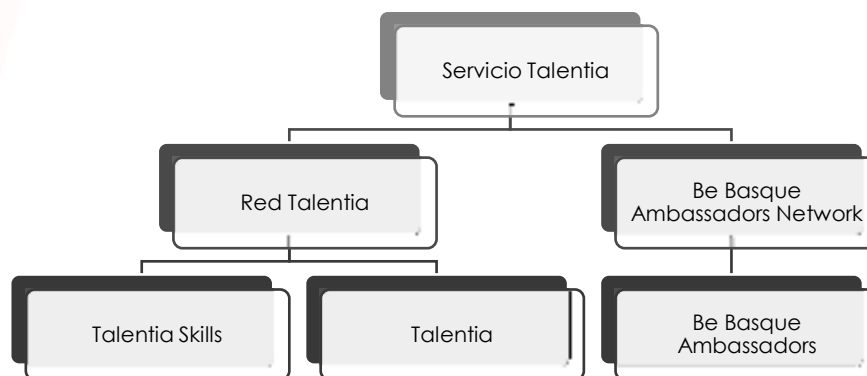 Servicio Talentia
Red Talentia
Be Basque
Ambassadors Network
Talentia Skills
Talentia
Be Basque
Ambassadors